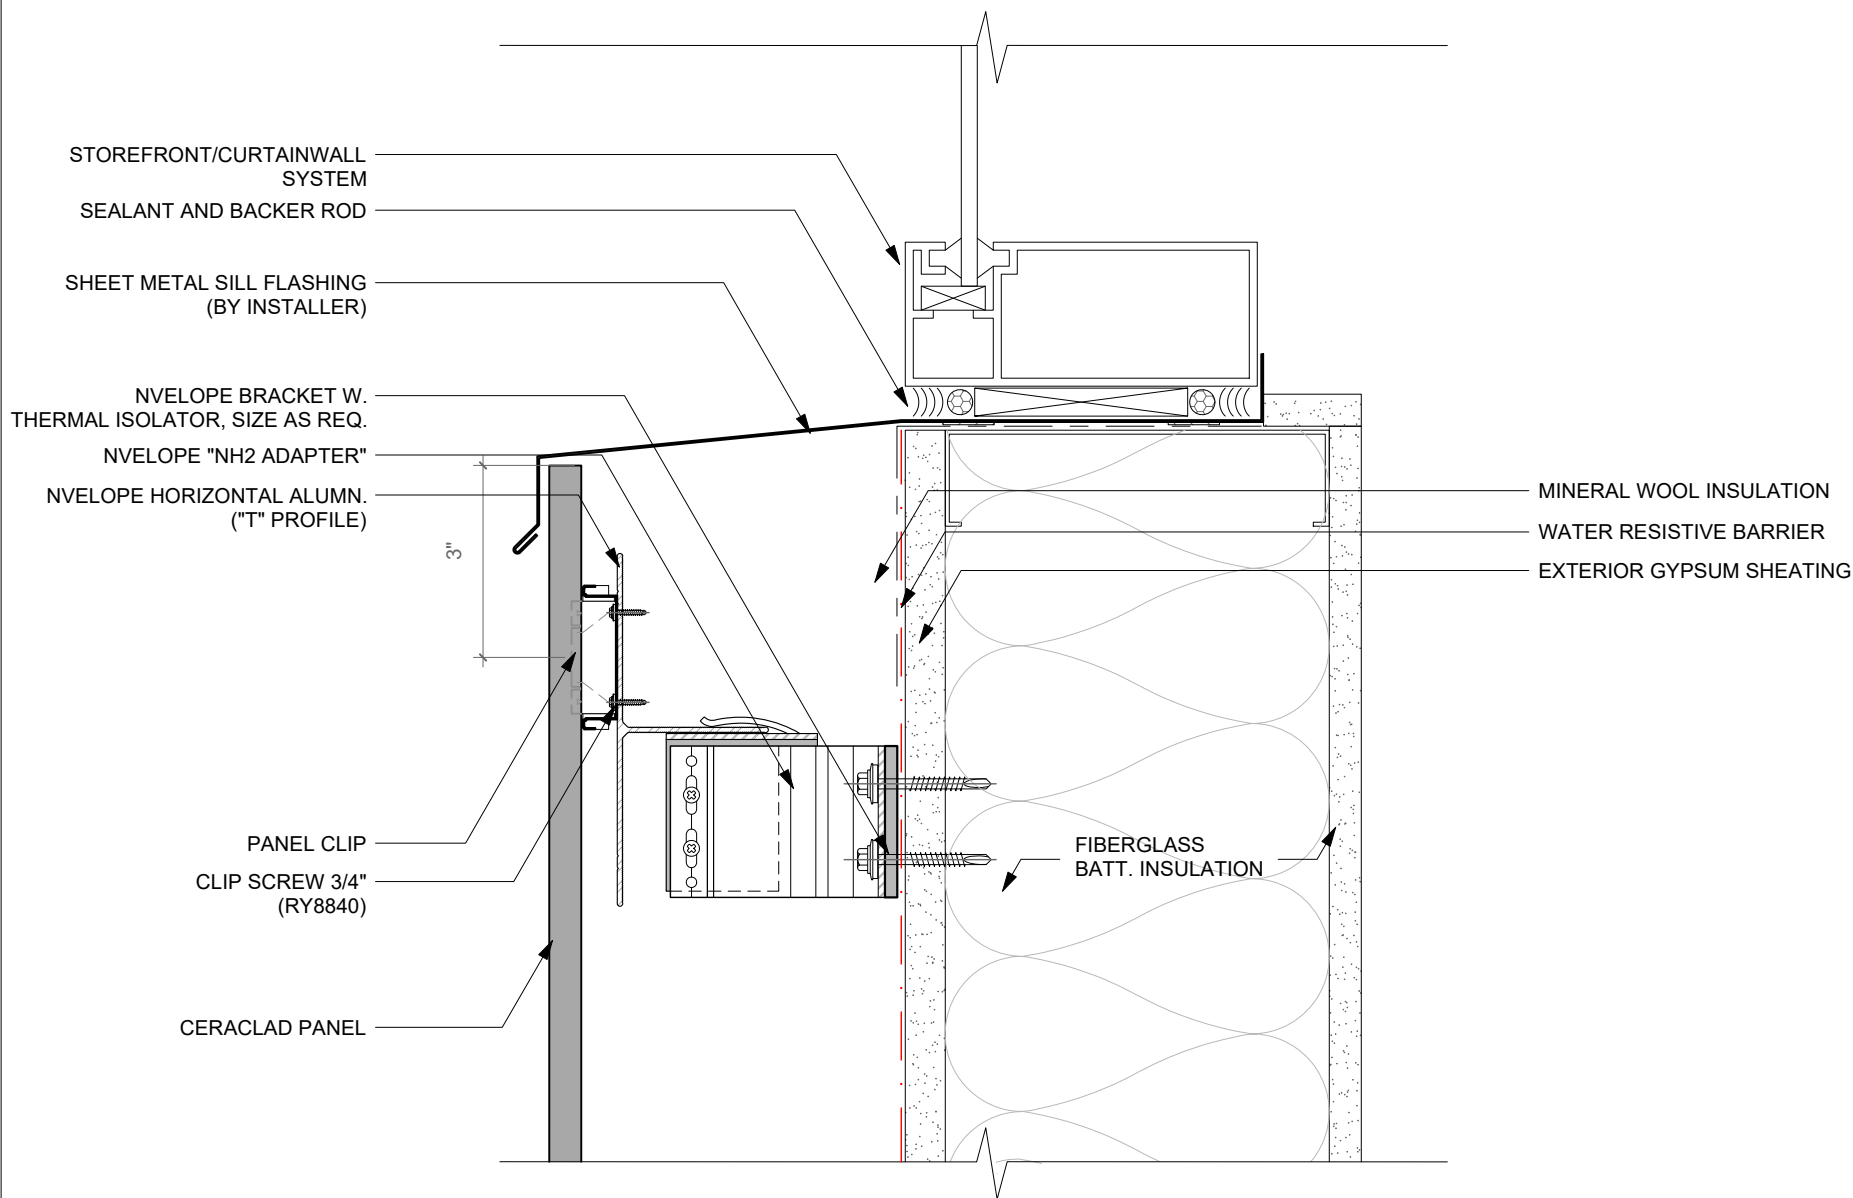 STOREFRONT/CURTAINWALL
SYSTEM
SEALANT AND BACKER ROD
SHEET METAL SILL FLASHING
(BY INSTALLER)
NVELOPE BRACKET W.
THERMAL ISOLATOR, SIZE AS REQ.
NVELOPE "NH2 ADAPTER"
NVELOPE HORIZONTAL ALUMN.
("T" PROFILE)
3"
PANEL CLIP
CLIP SCREW 3/4"
(RY8840)
CERACLAD PANEL
MINERAL WOOL INSULATION
WATER RESISTIVE BARRIER
EXTERIOR GYPSUM SHEATING
FIBERGLASS
BATT. INSULATION